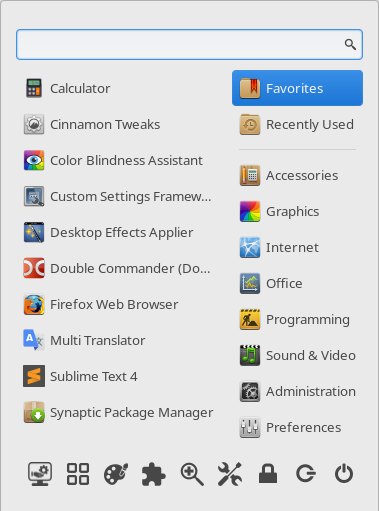 Calculator
Cinnamon Tweaks
Color Blindness Assistant
Custom Settings Framew...
Desktop Effects Applier
Double Commander (Do...
Firefox Web Browser
Multi Translator
Sublime Text 4
Synaptic Package Manager
Favorites
Recently Used
Accessories
Graphics
Internet
Office
Programming
Sound & Video
Administration
Preferences